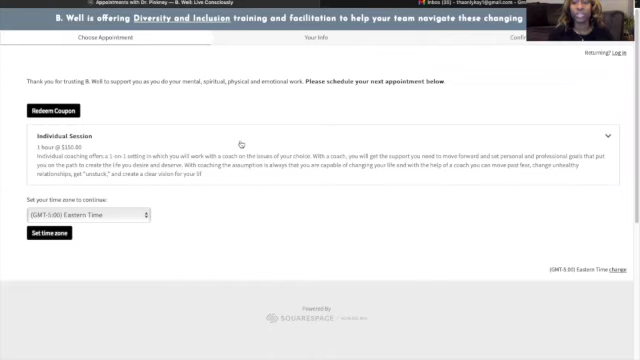 Appointments with Dr. Pininay — B. Well: Live Consciously
B. Well is offering Diversity and Inclusion training and facilitation to help your team navigate these changing
Choose Appointment
Your Info
Returning? Log in
Thank you for trusting B. Well to support you as you do your mental, spiritual, physical and emotional work. Please schedule your next appointment below.
Redeem Coupon
Individual Session
1 hour @ $150.00
Individual coaching offers a 1-on-1 setting in which you will work with a coach on the issues of your choice. With a coach, you will get the support you need to move forward and set personal and professional goals that put
you on the path to create the life you desire and deserve. With coaching the assumption is always that you are capable of changing your life and with the help of a coach you can move past fear, change unhealthy
relationships, get "unstuck," and create a clear vision for your lif
Set your time zone to continue:
(GMT-5:00) Eastern Time
Set time zone
(GMT-5:00) Eastern Time change
Powered By
SQUARESPACE